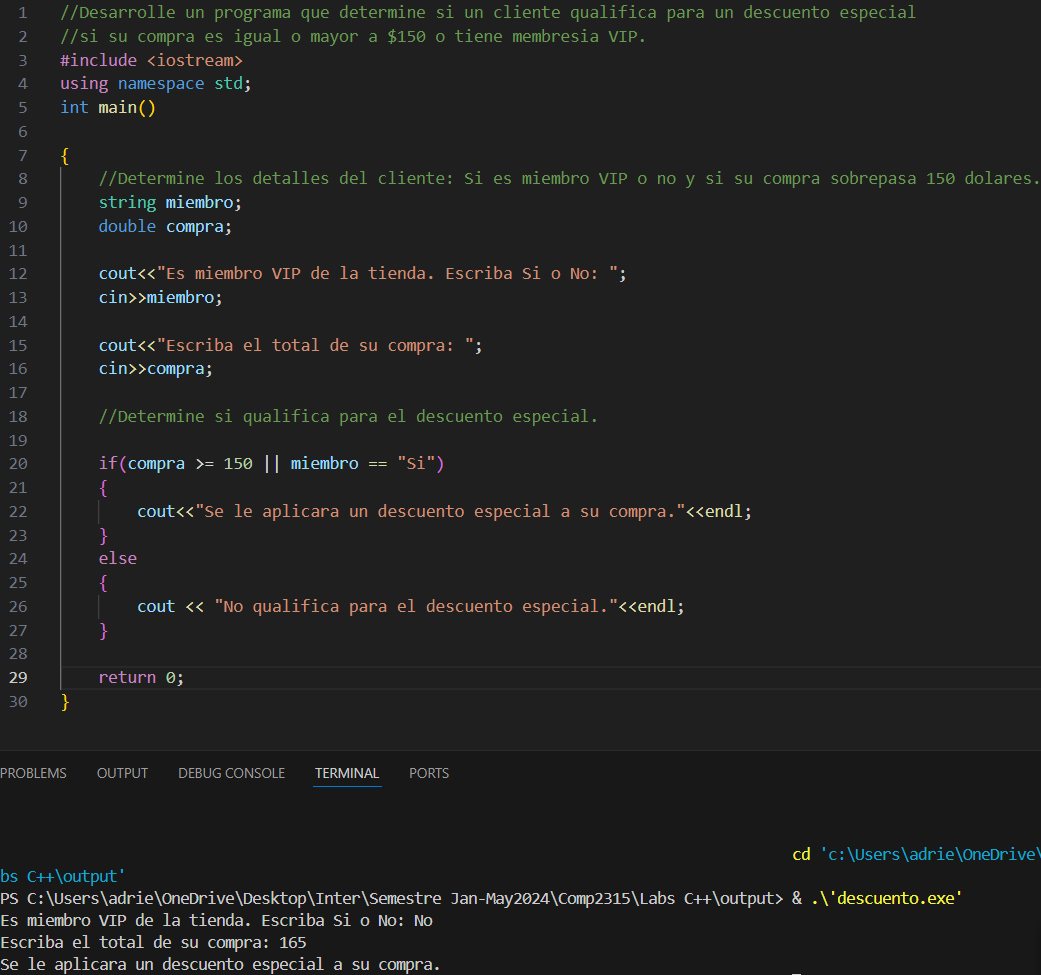 1 //Desarrolle un programa que determine si un cliente qualifica para un descuento especial
2 //si su compra es igual o mayor a $150 o tiene membresia VIP.
3 #include <iostream>
4 using namespace std;
5 int main()
6
7 {
8     //Determine los detalles del cliente: Si es miembro VIP o no y si su compra sobrepasa 150 dolares.
9     string miembro;
10     double compra;
11
12     cout<<"Es miembro VIP de la tienda. Escriba Si o No: ";
13     cin>>miembro;
14
15     cout<<"Escriba el total de su compra: ";
16     cin>>compra;
17
18     //Determine si qualifica para el descuento especial.
19
20     if(compra >= 150 || miembro == "Si")
21     {
22         cout<<"Se le aplicara un descuento especial a su compra."<<endl;
23     }
24     else
25     {
26         cout << "No qualifica para el descuento especial."<<endl;
27     }
28
29     return 0;
30 }
PROBLEMS OUTPUT DEBUG CONSOLE TERMINAL PORTS
cd 'c:\Users\adrie\OneDrive\
bs C++\output'
PS C:\Users\adrie\OneDrive\Desktop\Inter\Semestre Jan-May2024\Comp2315\Labs C++\output> & .\'descuento.exe'
Es miembro VIP de la tienda. Escriba Si o No: No
Escriba el total de su compra: 165
Se le aplicara un descuento especial a su compra.